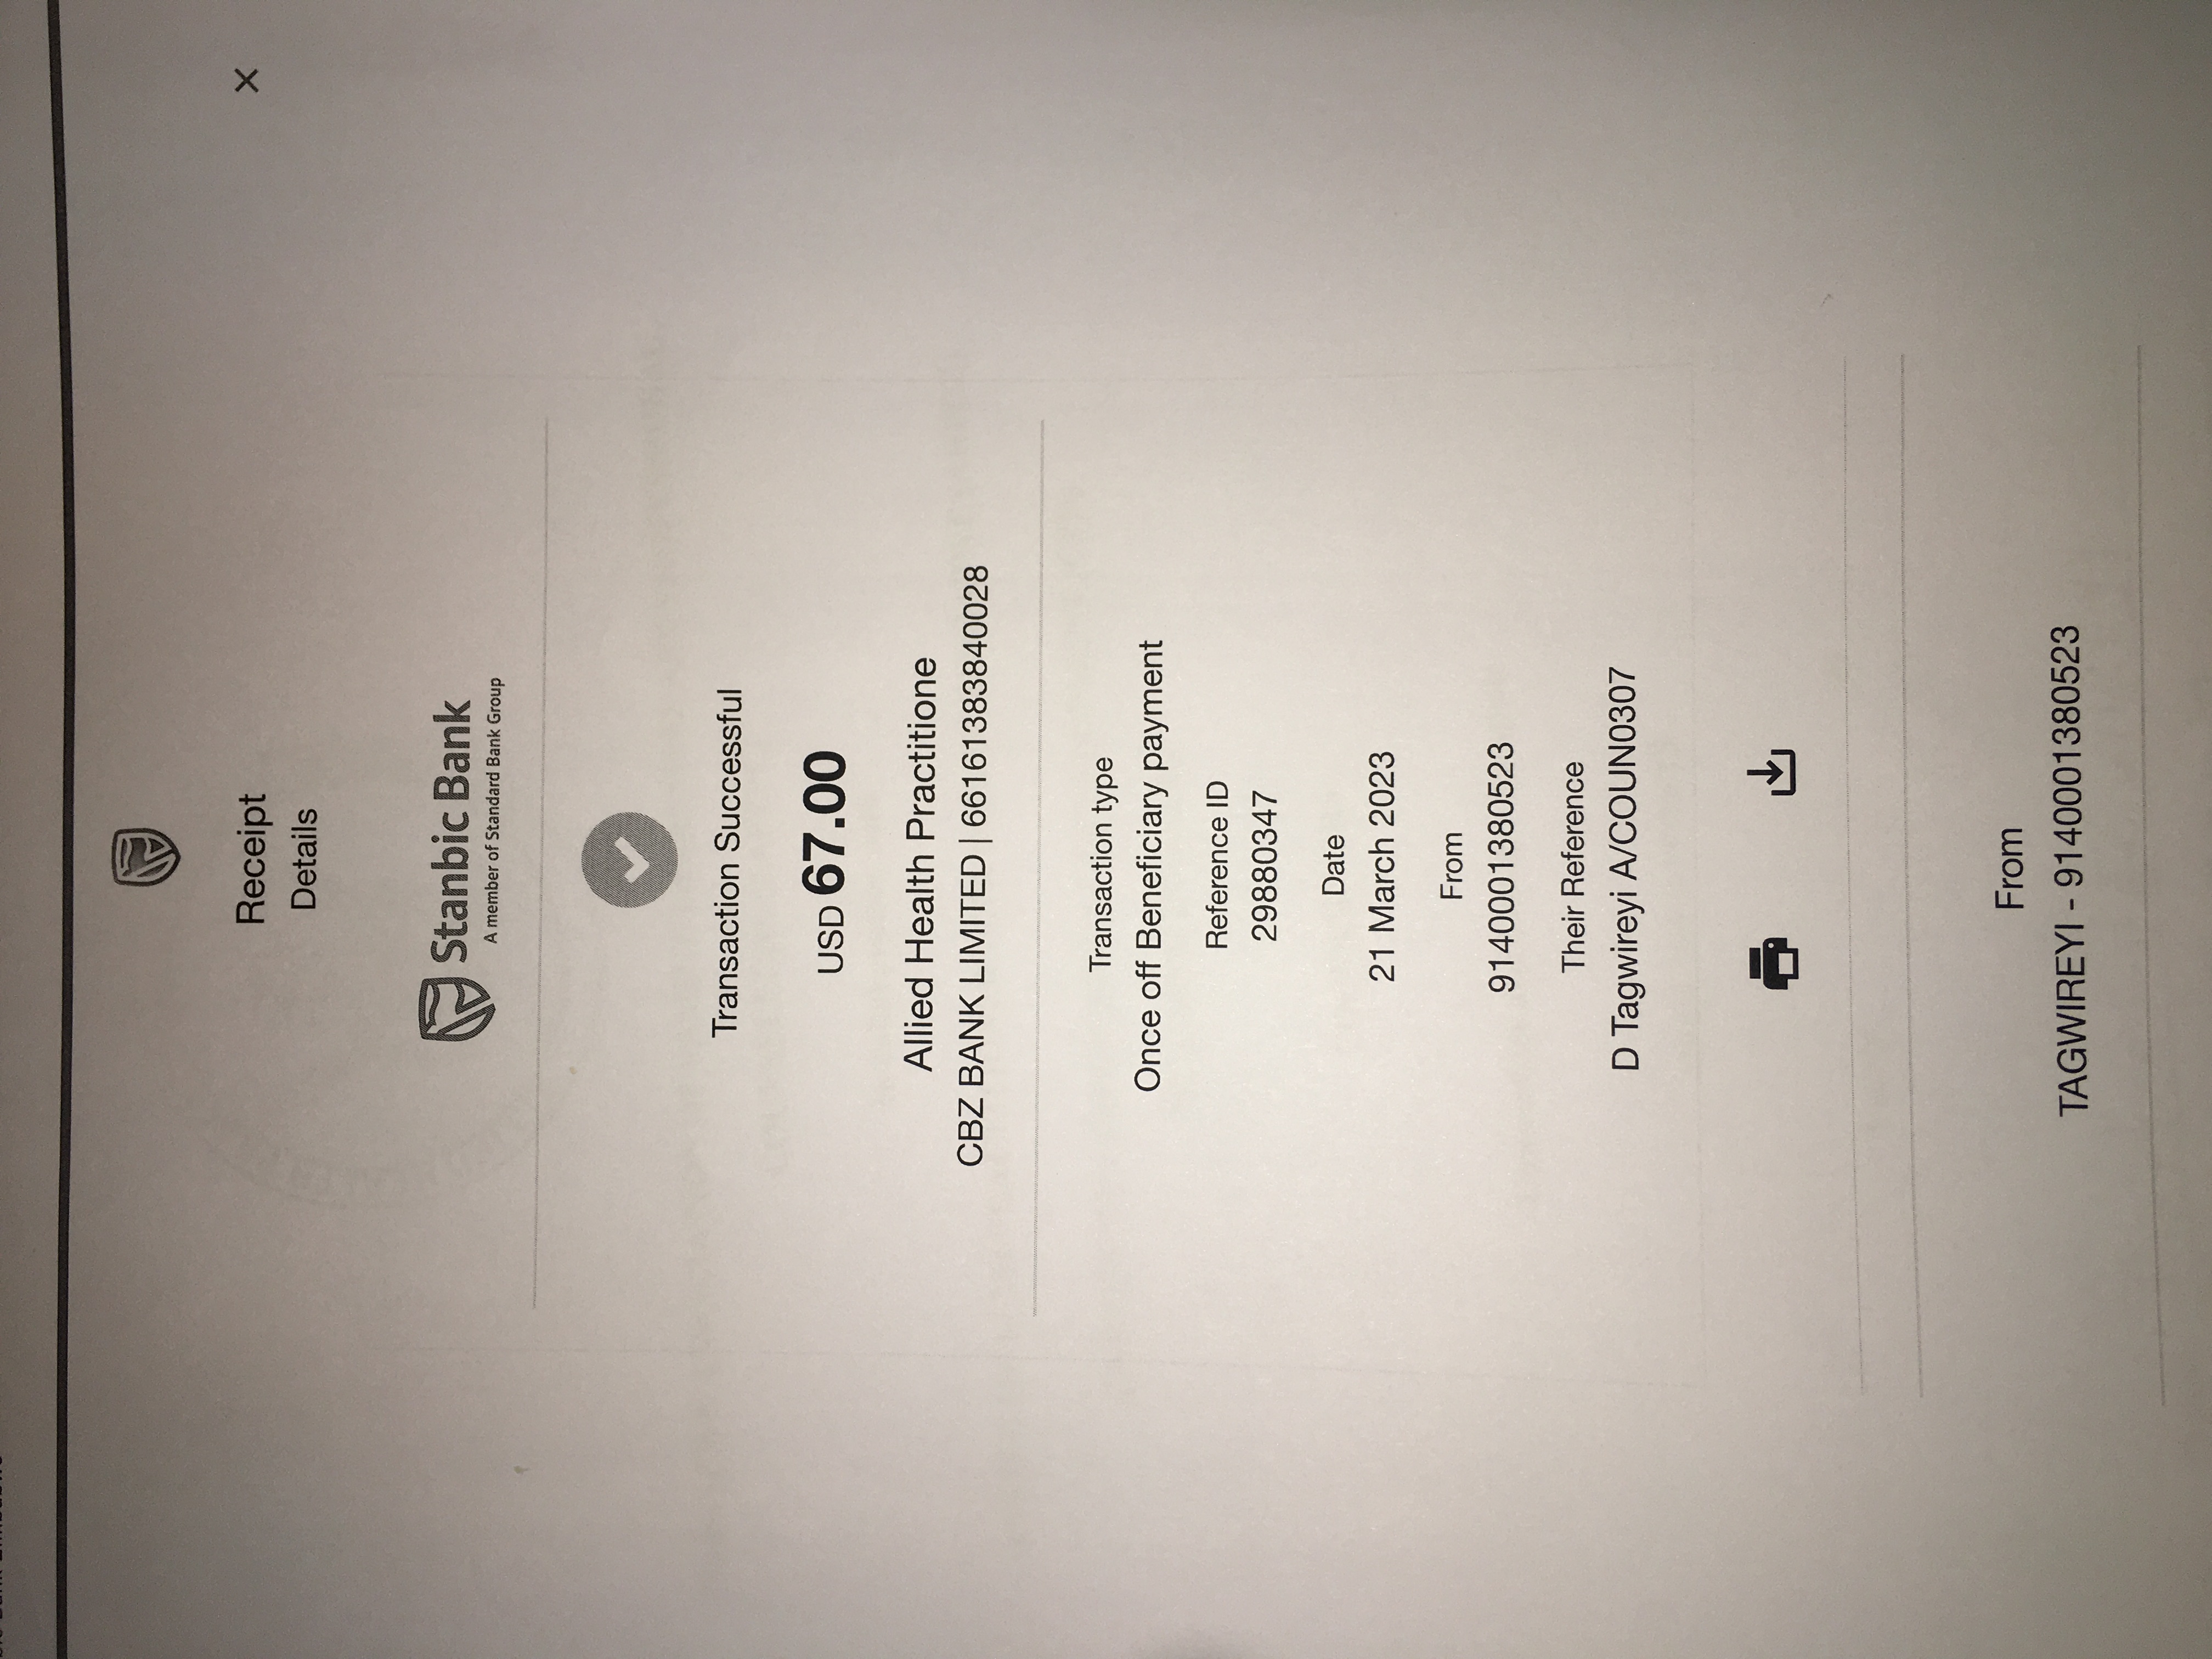 Receipt
Details
Stanbic Bank
A member of Standard Bank Group
Transaction Successful
USD 67.00
Allied Health Practitione
CBZ BANK LIMITED | 66161383840028
Transaction type
Once off Beneficiary payment
Reference ID
29880347
Date
21 March 2023
From
9140001380523
Their Reference
D Tagwireyi A/COUN0307
From
TAGWIREYI - 9140001380523